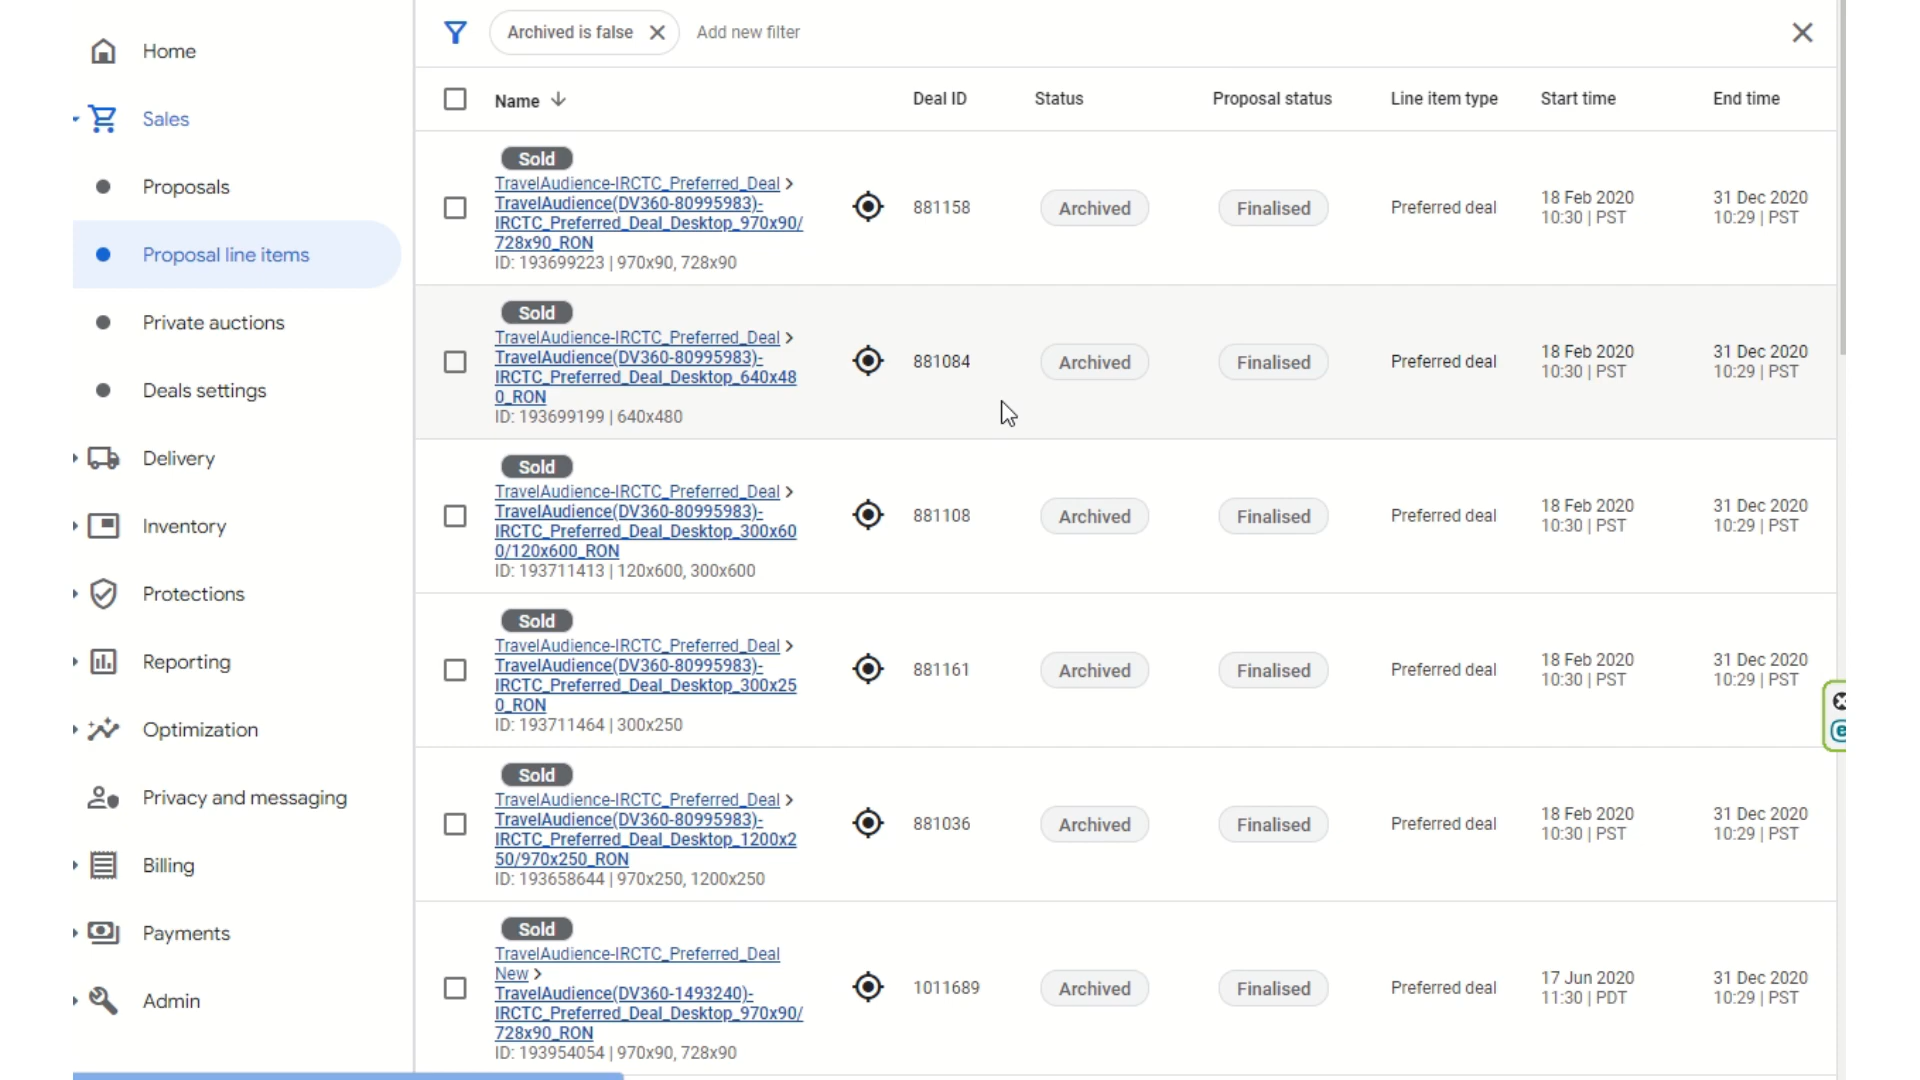 Home
Sales
Proposals
Proposal line items
Private auctions
Deals settings
Delivery
Inventory
Protections
Reporting
Optimization
Privacy and messaging
Billing
Payments
Admin
Archived is false
Add new filter
Name Deal ID Status Proposal status Line item type Start time End time
Sold
TravelAudience-IRCTC_Preferred_Deal >
TravelAudience(DV360-80995983)-
IRCTC_Preferred_Deal_Desktop_970x90/
728x90_RON
ID: 193699223 | 970x90, 728x90
881158
Archived
Finalised
Preferred deal
18 Feb 2020
10:30 | PST
31 Dec 2020
10:29 | PST
Sold
TravelAudience-IRCTC_Preferred_Deal >
TravelAudience(DV360-80995983)-
IRCTC_Preferred_Deal_Desktop_640x48
0_RON
ID: 193699199 | 640x480
881084
Archived
Finalised
Preferred deal
18 Feb 2020
10:30 | PST
31 Dec 2020
10:29 | PST
Sold
TravelAudience-IRCTC_Preferred_Deal >
TravelAudience(DV360-80995983)-
IRCTC_Preferred_Deal_Desktop_300x60
0/120x600_RON
ID: 193711413 | 120x600, 300x600
881108
Archived
Finalised
Preferred deal
18 Feb 2020
10:30 | PST
31 Dec 2020
10:29 | PST
Sold
TravelAudience-IRCTC_Preferred_Deal >
TravelAudience(DV360-80995983)-
IRCTC_Preferred_Deal_Desktop_300x25
0_RON
ID: 193711464 | 300x250
881161
Archived
Finalised
Preferred deal
18 Feb 2020
10:30 | PST
31 Dec 2020
10:29 | PST
Sold
TravelAudience-IRCTC_Preferred_Deal >
TravelAudience(DV360-80995983)-
IRCTC_Preferred_Deal_Desktop_1200x2
50/970x250_RON
ID: 193658644 | 970x250, 1200x250
881036
Archived
Finalised
Preferred deal
18 Feb 2020
10:30 | PST
31 Dec 2020
10:29 | PST
Sold
TravelAudience-IRCTC_Preferred_Deal
New >
TravelAudience(DV360-1493240)-
IRCTC_Preferred_Deal_Desktop_970x90/
728x90_RON
ID: 193954054 | 970x90, 728x90
1011689
Archived
Finalised
Preferred deal
17 Jun 2020
11:30 | PDT
31 Dec 2020
10:29 | PST